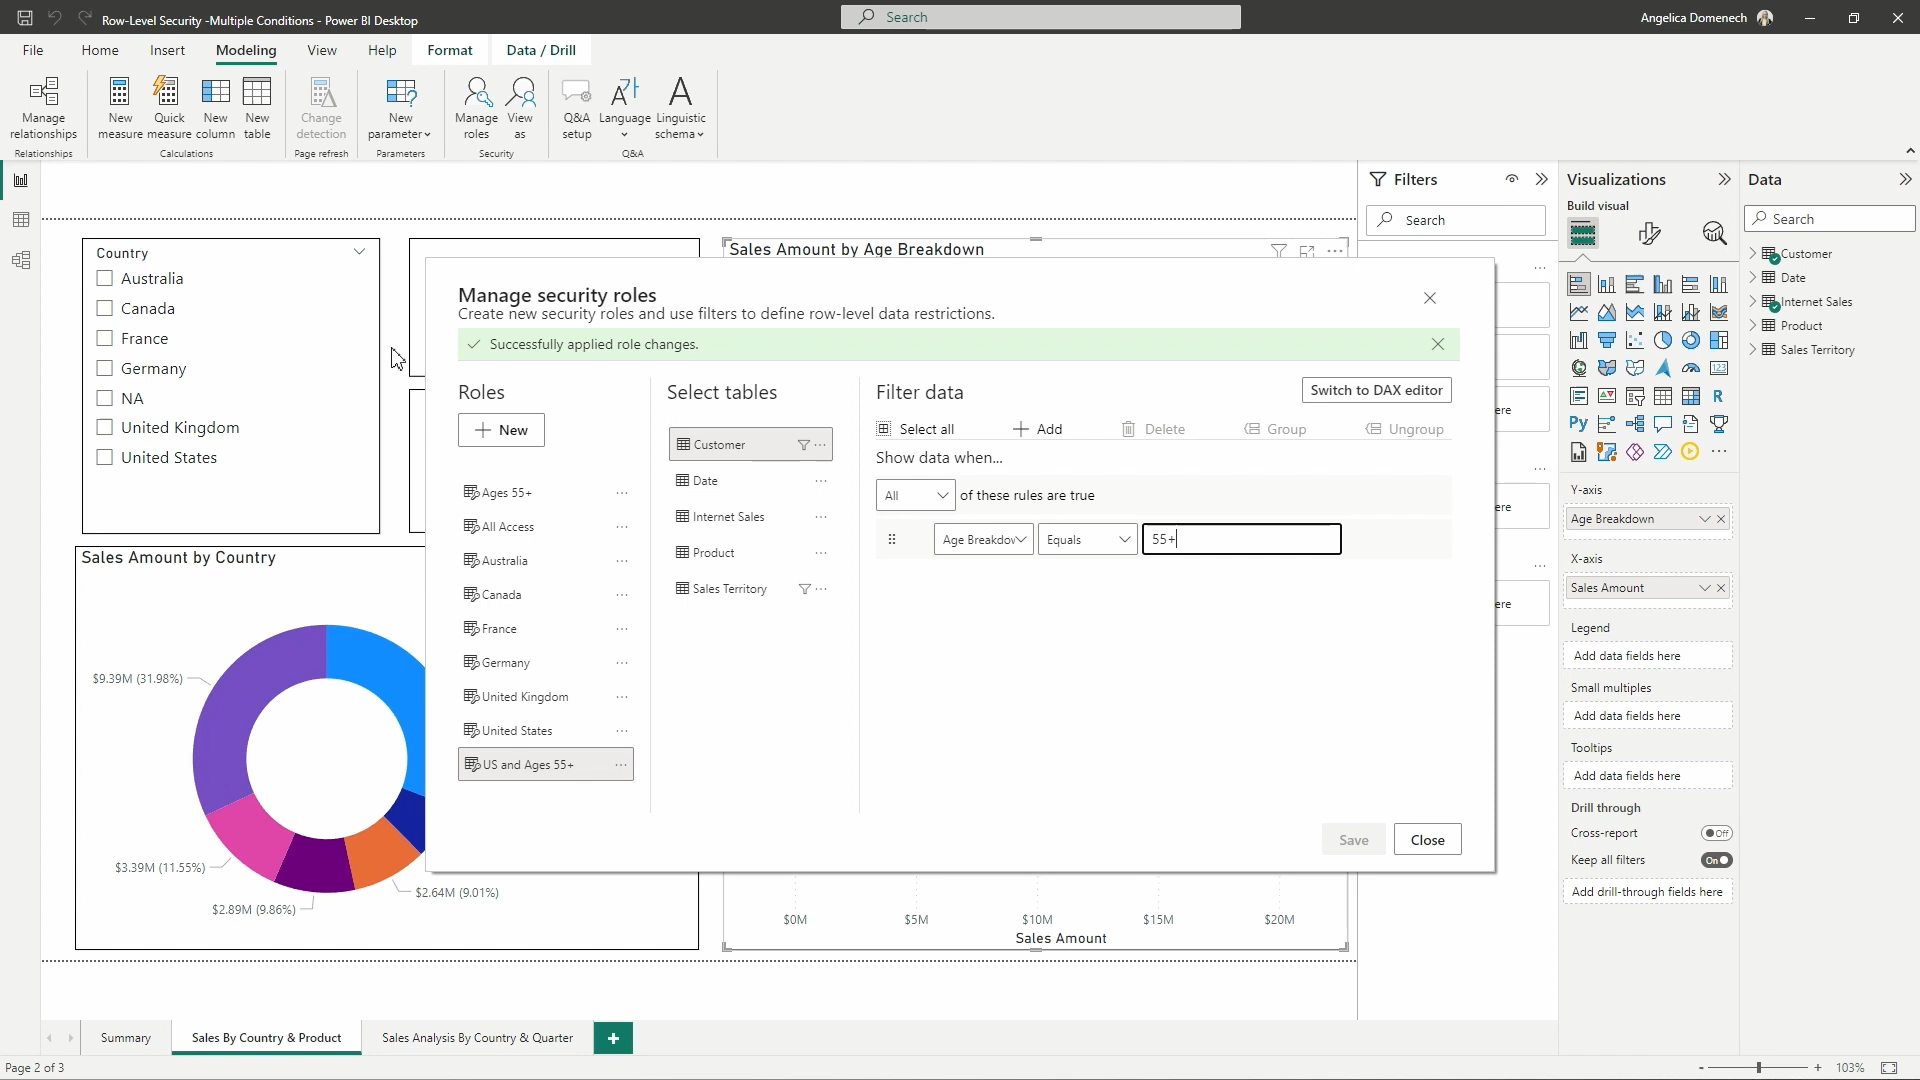 Row-Level Security -Multiple Conditions - Power BI Desktop
Search
Angelica Domenech
File
Home
Insert
Modeling
View
Help
Format
Data / Drill
Manage relationships
New measure
Quick measure
New column
New table
Change detection
New parameter
Manage roles
View as
Q&A setup
Language
Linguistic schema
Relationships
Calculations
Page refresh
Parameters
Security
Q&A
Country
Australia
Canada
France
Germany
NA
United Kingdom
United States
Sales Amount by Country
$9.39M (31.98%)
$3.39M (11.55%)
$2.89M (9.86%)
$2.64M (9.01%)
Sales Amount by Age Breakdown
$0M
$5M
$10M
$15M
$20M
Sales Amount
Manage security roles
Create new security roles and use filters to define row-level data restrictions.
Successfully applied role changes.
Roles
New
Ages 55+
All Access
Australia
Canada
France
Germany
United Kingdom
United States
US and Ages 55+
Select tables
Customer
Date
Internet Sales
Product
Sales Territory
Filter data
Switch to DAX editor
Select all
Add
Delete
Group
Ungroup
Show data when...
All
of these rules are true
Age Breakdov
Equals
55+
Save
Close
Filters
Search
ere
ere
ere
Visualizations
Build visual
R
Py
123
Y-axis
Age Breakdown
X-axis
Sales Amount
Legend
Add data fields here
Small multiples
Add data fields here
Tooltips
Add data fields here
Drill through
Cross-report
Off
Keep all filters
On
Add drill-through fields here
Data
Search
Customer
Date
Internet Sales
Product
Sales Territory
Summary
Sales By Country & Product
Sales Analysis By Country & Quarter
Page 2 of 3
103%